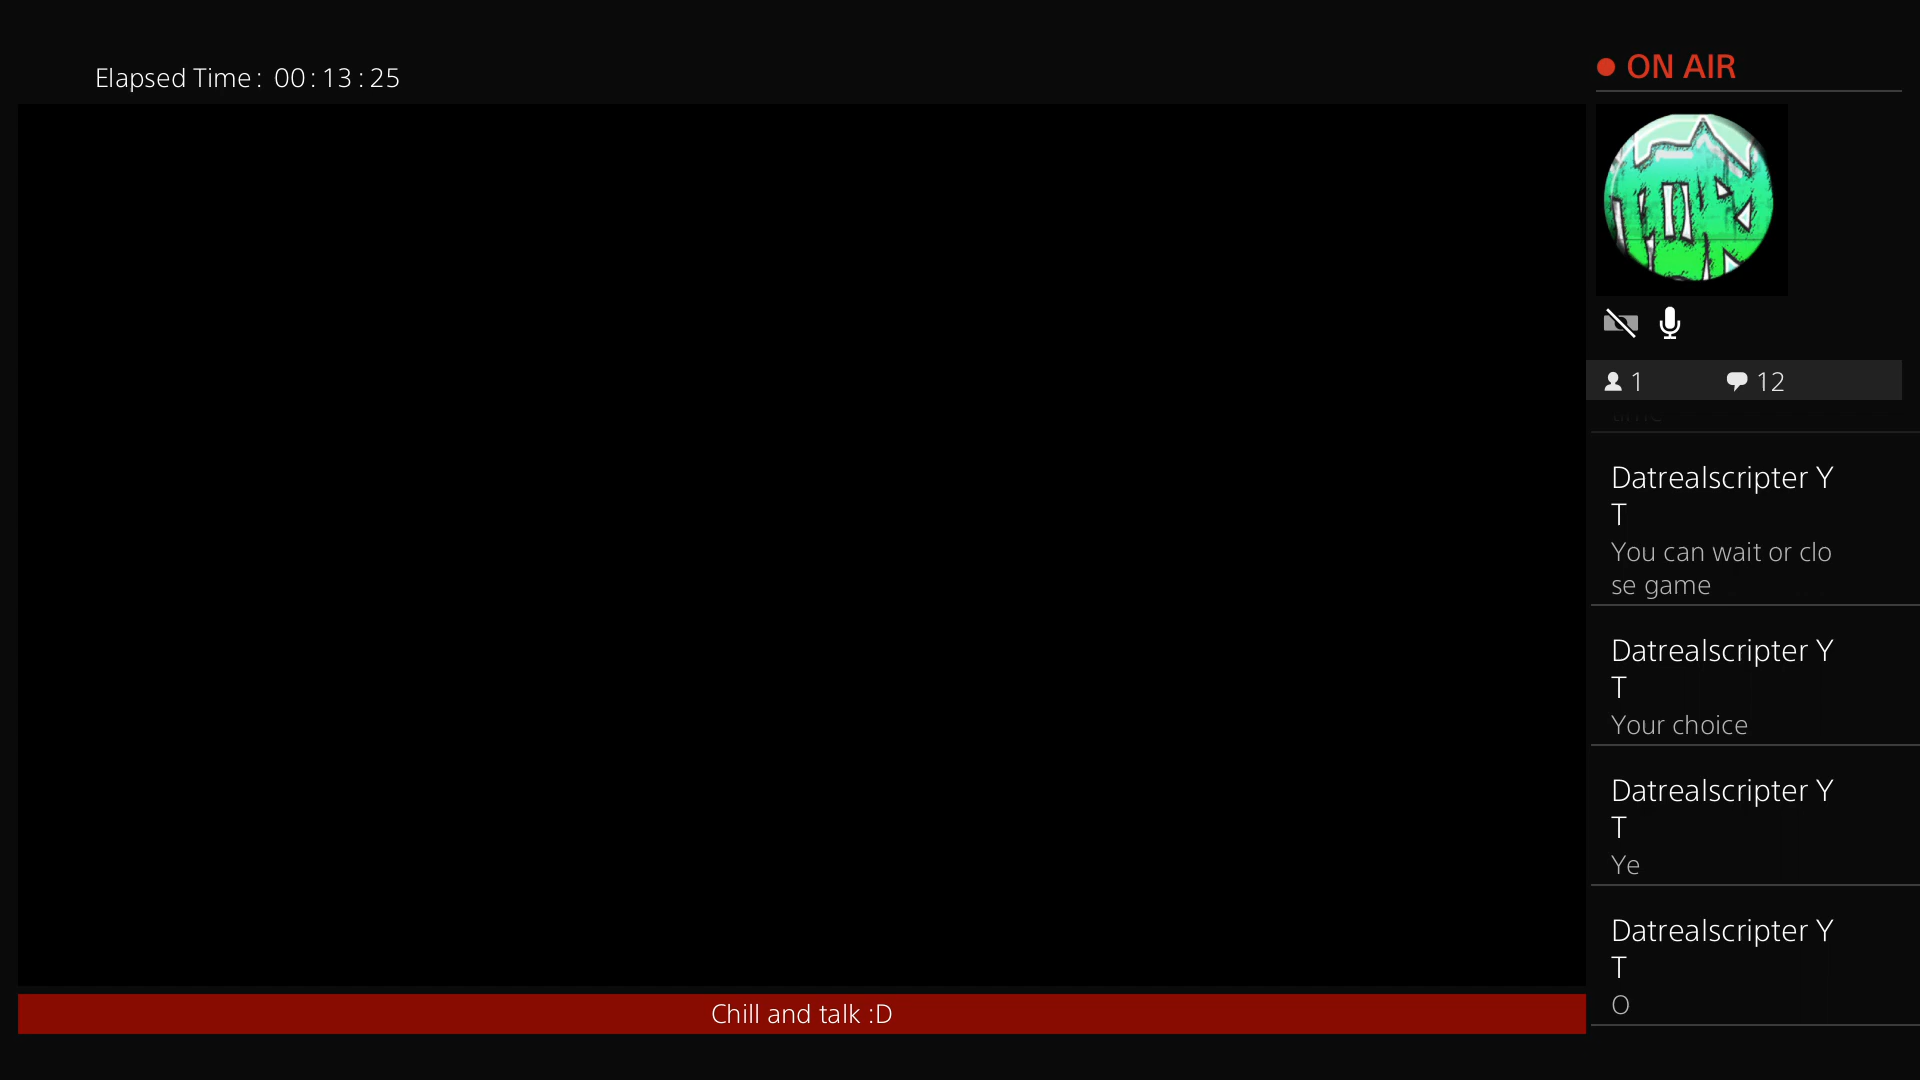 Elapsed Time: 00:13:25
ON AIR
1 12
Datrealscripter Y
T
You can wait or clo
se game
Datrealscripter Y
T
Your choice
Datrealscripter Y
T
Ye
Datrealscripter Y
T
O
Chill and talk :D